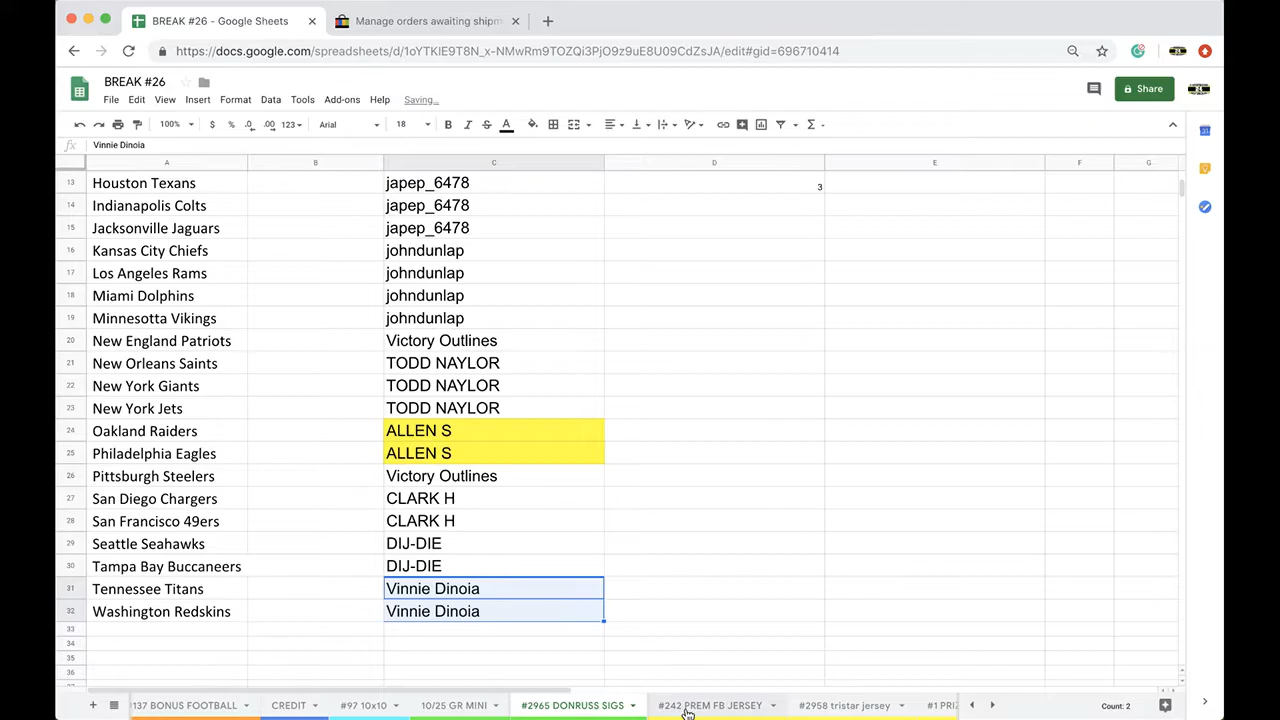 BREAK #26 - Google Sheets
Manage orders awaiting shipm
https://docs.google.com/spreadsheets/d/1oYTKlE9T8N_x-NMwRm9TOZQi3PjO9z9uE8U09CdZsJA/edit#gid=696710414
BREAK #26
Share
File Edit View Insert Format Data Tools Add-ons Help Saving...
100% $ % .0 .00 123 Arial 18 B I S A
fx Vinnie Dinoia
A B C D E F G
13 Houston Texans japep_6478 3
14 Indianapolis Colts japep_6478
15 Jacksonville Jaguars japep_6478
16 Kansas City Chiefs johndunlap
17 Los Angeles Rams johndunlap
18 Miami Dolphins johndunlap
19 Minnesotta Vikings johndunlap
20 New England Patriots Victory Outlines
21 New Orleans Saints TODD NAYLOR
22 New York Giants TODD NAYLOR
23 New York Jets TODD NAYLOR
24 Oakland Raiders ALLEN S
25 Philadelphia Eagles ALLEN S
26 Pittsburgh Steelers Victory Outlines
27 San Diego Chargers CLARK H
28 San Francisco 49ers CLARK H
29 Seattle Seahawks DIJ-DIE
30 Tampa Bay Buccaneers DIJ-DIE
31 Tennessee Titans Vinnie Dinoia
32 Washington Redskins Vinnie Dinoia
33
34
35
36
137 BONUS FOOTBALL CREDIT #97 10x10 10/25 GR MINI #2965 DONRUSS SIGS #242 PREM FB JERSEY #2958 tristar jersey #1 PRIZ Count: 2